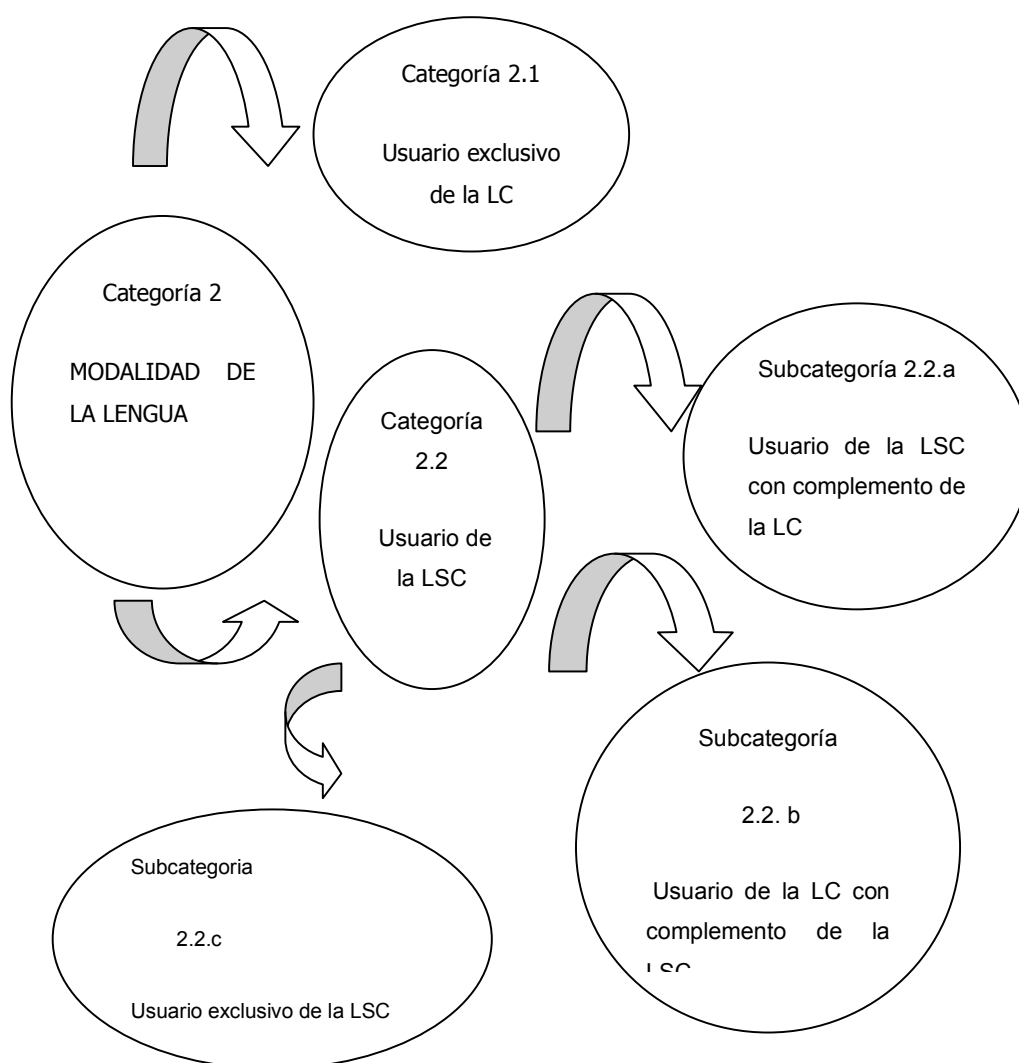 Categoría 2.1
Usuario exclusivo
de la LC
Categoría 2
MODALIDAD DE
LA LENGUA
Categoría
2.2
Usuario de
la LSC
Subcategoría 2.2.a
Usuario de la LSC
con complemento de
la LC
Subcategoría
2.2. b
Usuario de la LC con
complemento de la
LSC
Subcategoria
2.2.c
Usuario exclusivo de la LSC